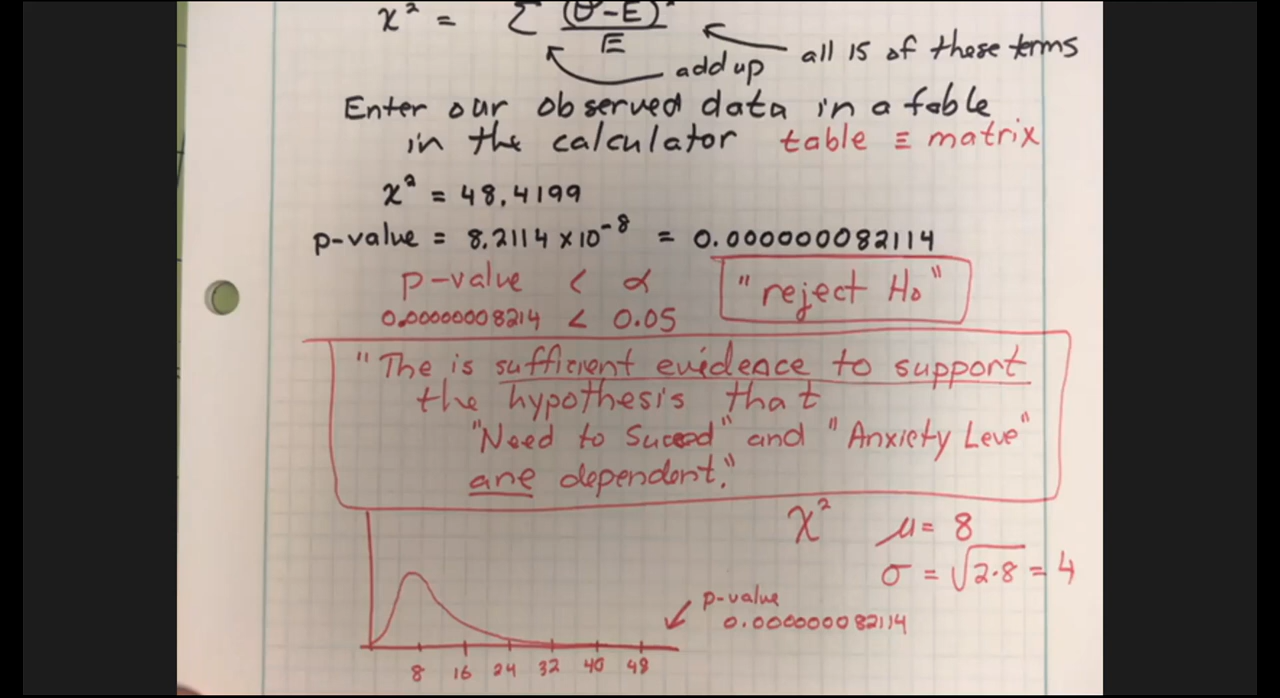 χ² = Σ (O-E)² / E
all 15 of these terms
add up
Enter our observed data in a table
in the calculator table ≡ matrix
χ² = 48.4199
p-value = 8.2114 × 10⁻⁸ = 0.000000082114
p-value < α "reject H₀"
0.00000008214 < 0.05
"The is sufficient evidence to support
the hypothesis that
"Need to Succeed" and "Anxiety Leve"
are dependent."
χ² μ = 8
σ = √2·8 = 4
p-value
0.000000082114
8 16 24 32 40 48